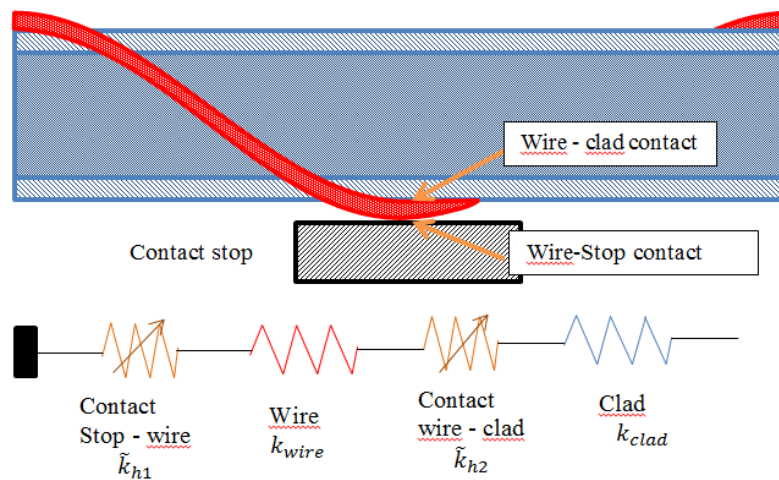 Wire - clad contact
Contact stop
Wire-Stop contact
Contact
Stop - wire
k̃h1
Wire
kwire
Contact
wire - clad
k̃h2
Clad
kclad